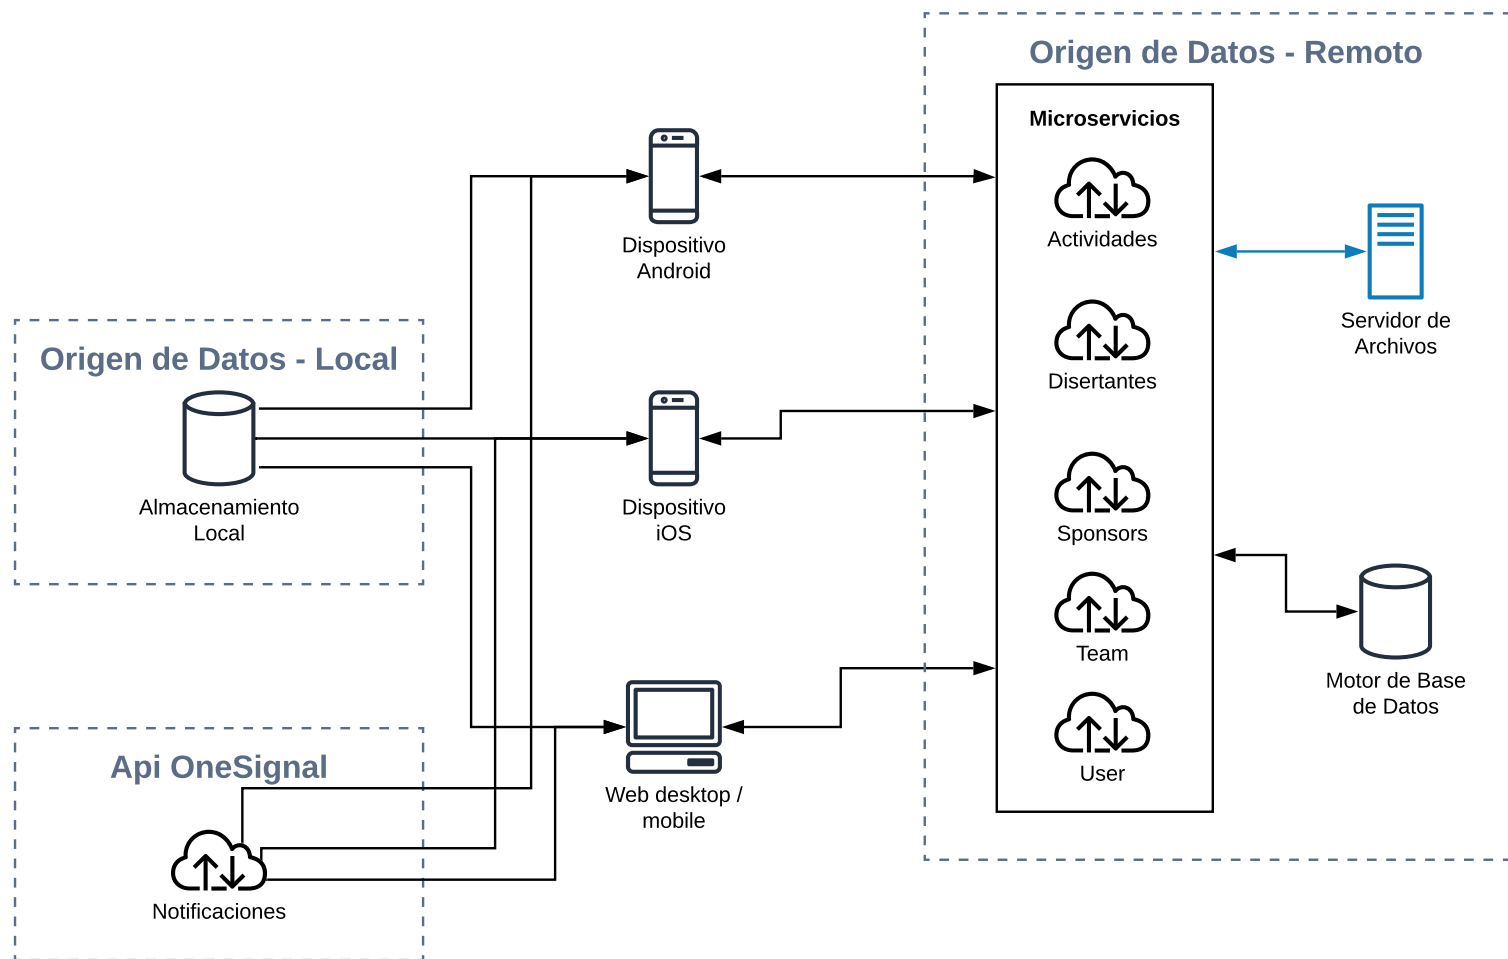 Origen de Datos - Remoto
Microservicios
Actividades
Disertantes
Sponsors
Team
User
Servidor de
Archivos
Motor de Base
de Datos
Dispositivo
Android
Dispositivo
iOS
Web desktop /
mobile
Origen de Datos - Local
Almacenamiento
Local
Api OneSignal
Notificaciones